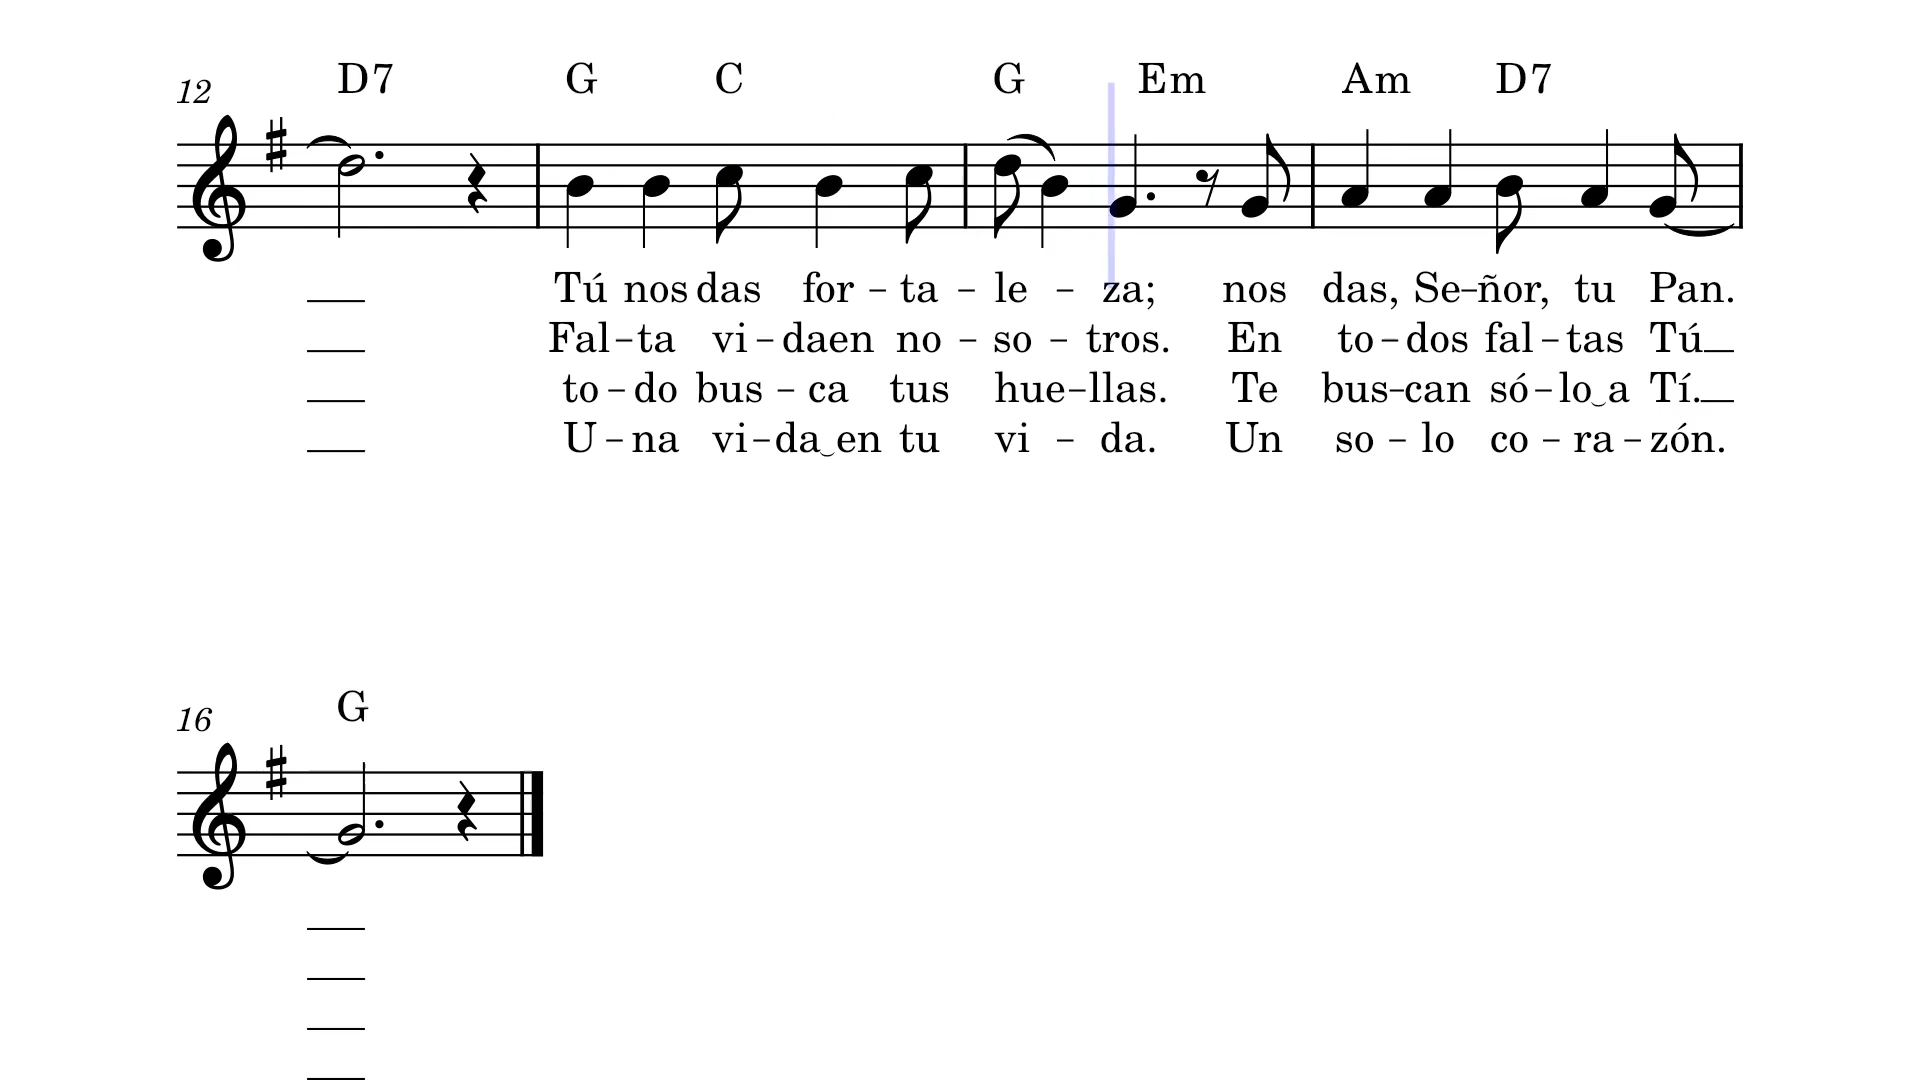 12 D7 G C G Em Am D7
Tú nos das for - ta - le - za; nos das, Se-ñor, tu Pan.
Fal-ta vi-daen no - so - tros. En to-dos fal-tas Tú
to-do bus - ca tus hue-llas. Te bus-can só-lo‿a Tí.
U-na vi-da‿en tu vi - da. Un so - lo co - ra-zón.
16 G